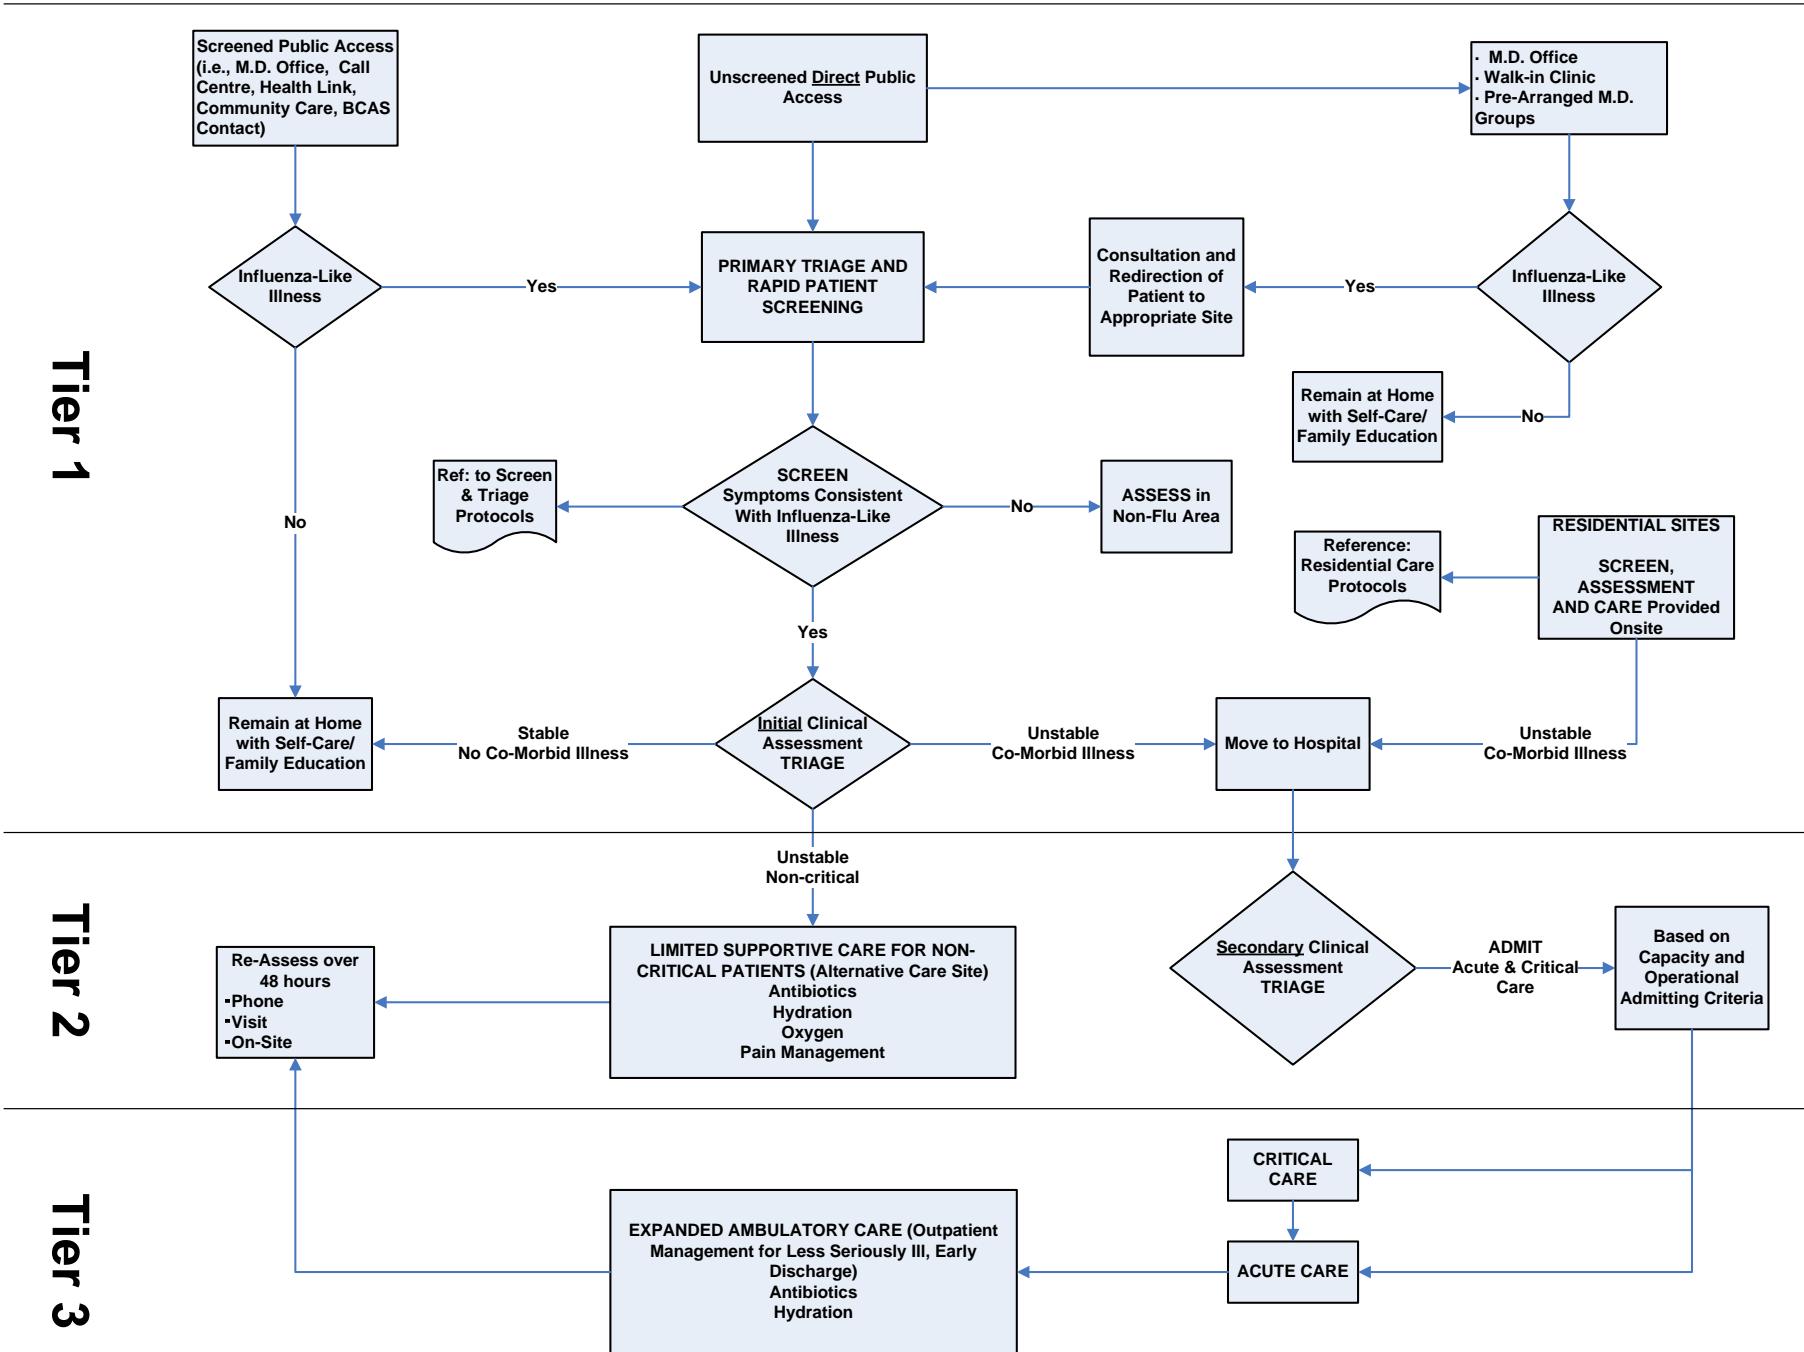 Screened Public Access
(i.e., M.D. Office, Call
Centre, Health Link,
Community Care, BCAS
Contact)
Unscreened Direct Public
Access
· M.D. Office
· Walk-in Clinic
· Pre-Arranged M.D.
Groups
Influenza-Like
Illness
Yes
PRIMARY TRIAGE AND
RAPID PATIENT
SCREENING
Consultation and
Redirection of
Patient to
Appropriate Site
Yes
Influenza-Like
Illness
Tier 1
No
Remain at Home
with Self-Care/
Family Education
No
Ref: to Screen
& Triage
Protocols
SCREEN
Symptoms Consistent
With Influenza-Like
Illness
No
ASSESS in
Non-Flu Area
Reference:
Residential Care
Protocols
RESIDENTIAL SITES
SCREEN,
ASSESSMENT
AND CARE Provided
Onsite
Yes
Remain at Home
with Self-Care/
Family Education
Stable
No Co-Morbid Illness
Initial Clinical
Assessment
TRIAGE
Unstable
Co-Morbid Illness
Move to Hospital
Unstable
Co-Morbid Illness
Tier 2
Unstable
Non-critical
Re-Assess over
48 hours
▪Phone
▪Visit
▪On-Site
LIMITED SUPPORTIVE CARE FOR NON-
CRITICAL PATIENTS (Alternative Care Site)
Antibiotics
Hydration
Oxygen
Pain Management
Secondary Clinical
Assessment
TRIAGE
ADMIT
Acute & Critical
Care
Based on
Capacity and
Operational
Admitting Criteria
Tier 3
CRITICAL
CARE
EXPANDED AMBULATORY CARE (Outpatient
Management for Less Seriously Ill, Early
Discharge)
Antibiotics
Hydration
ACUTE CARE